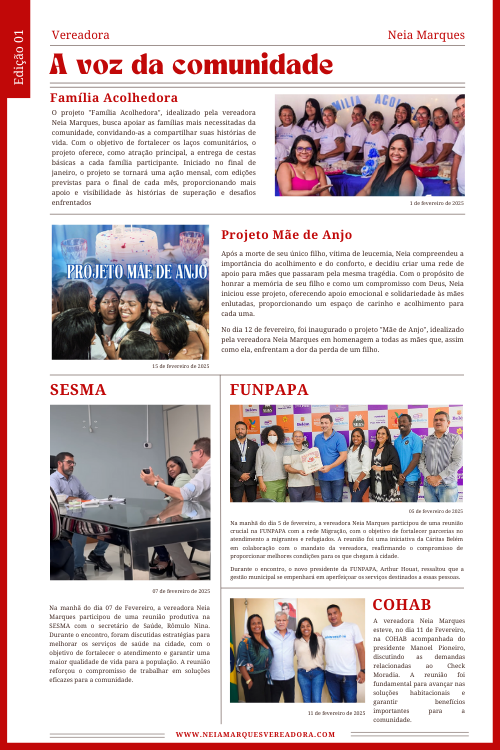 Edição 01
Vereadora
Neia Marques
A voz da comunidade
Família Acolhedora
O projeto "Família Acolhedora", idealizado pela vereadora
Neia Marques, busca apoiar as famílias mais necessitadas da
comunidade, convidando-as a compartilhar suas histórias de
vida. Com o objetivo de fortalecer os laços comunitários, o
projeto oferece, como atração principal, a entrega de cestas
básicas a cada família participante. Iniciado no final de
janeiro, o projeto se tornará uma ação mensal, com edições
previstas para o final de cada mês, proporcionando mais
apoio e visibilidade às histórias de superação e desafios
enfrentados
1 de fevereiro de 2025
PROJETO MÃE DE ANJO
15 de fevereiro de 2025
Projeto Mãe de Anjo
Após a morte de seu único filho, vítima de leucemia, Neia compreendeu a
importância do acolhimento e do conforto, e decidiu criar uma rede de
apoio para mães que passaram pela mesma tragédia. Com o propósito de
honrar a memória de seu filho e como um compromisso com Deus, Neia
iniciou esse projeto, oferecendo apoio emocional e solidariedade às mães
enlutadas, proporcionando um espaço de carinho e acolhimento para
cada uma.
No dia 12 de fevereiro, foi inaugurado o projeto "Mãe de Anjo", idealizado
pela vereadora Neia Marques em homenagem a todas as mães que, assim
como ela, enfrentam a dor da perda de um filho.
SESMA
07 de fevereiro de 2025
Na manhã do dia 07 de Fevereiro, a vereadora Neia
Marques participou de uma reunião produtiva na
SESMA com o secretário de Saúde, Rômulo Nina.
Durante o encontro, foram discutidas estratégias para
melhorar os serviços de saúde na cidade, com o
objetivo de fortalecer o atendimento e garantir uma
maior qualidade de vida para a população. A reunião
reforçou o compromisso de trabalhar em soluções
eficazes para a comunidade.
FUNPAPA
05 de fevereiro de 2025
Na manhã do dia 5 de fevereiro, a vereadora Neia Marques participou de uma reunião
crucial na FUNPAPA com a rede Migração, com o objetivo de fortalecer parcerias no
atendimento a migrantes e refugiados. A reunião foi uma iniciativa da Cáritas Belém
em colaboração com o mandato da vereadora, reafirmando o compromisso de
proporcionar melhores condições para os que chegam à cidade.
Durante o encontro, o novo presidente da FUNPAPA, Arthur Houat, ressaltou que a
gestão municipal se empenhará em aperfeiçoar os serviços destinados a essas pessoas.
11 de fevereiro de 2025
COHAB
A vereadora Neia Marques
esteve, no dia 11 de Fevereiro,
na COHAB acompanhada do
presidente Manoel Pioneiro,
discutindo as demandas
relacionadas ao Check
Moradia. A reunião foi
fundamental para avançar nas
soluções habitacionais e
garantir benefícios
importantes para a
comunidade.
WWW.NEIAMARQUESVEREADORA.COM